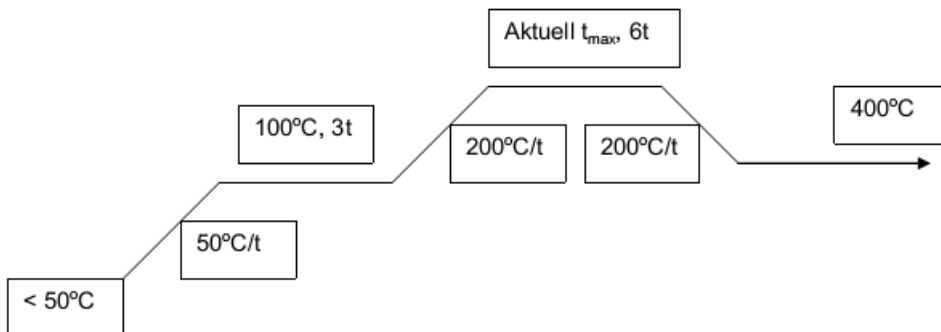 Aktuell tmax, 6t
400ºC
100ºC, 3t
200ºC/t
200ºC/t
50ºC/t
< 50ºC